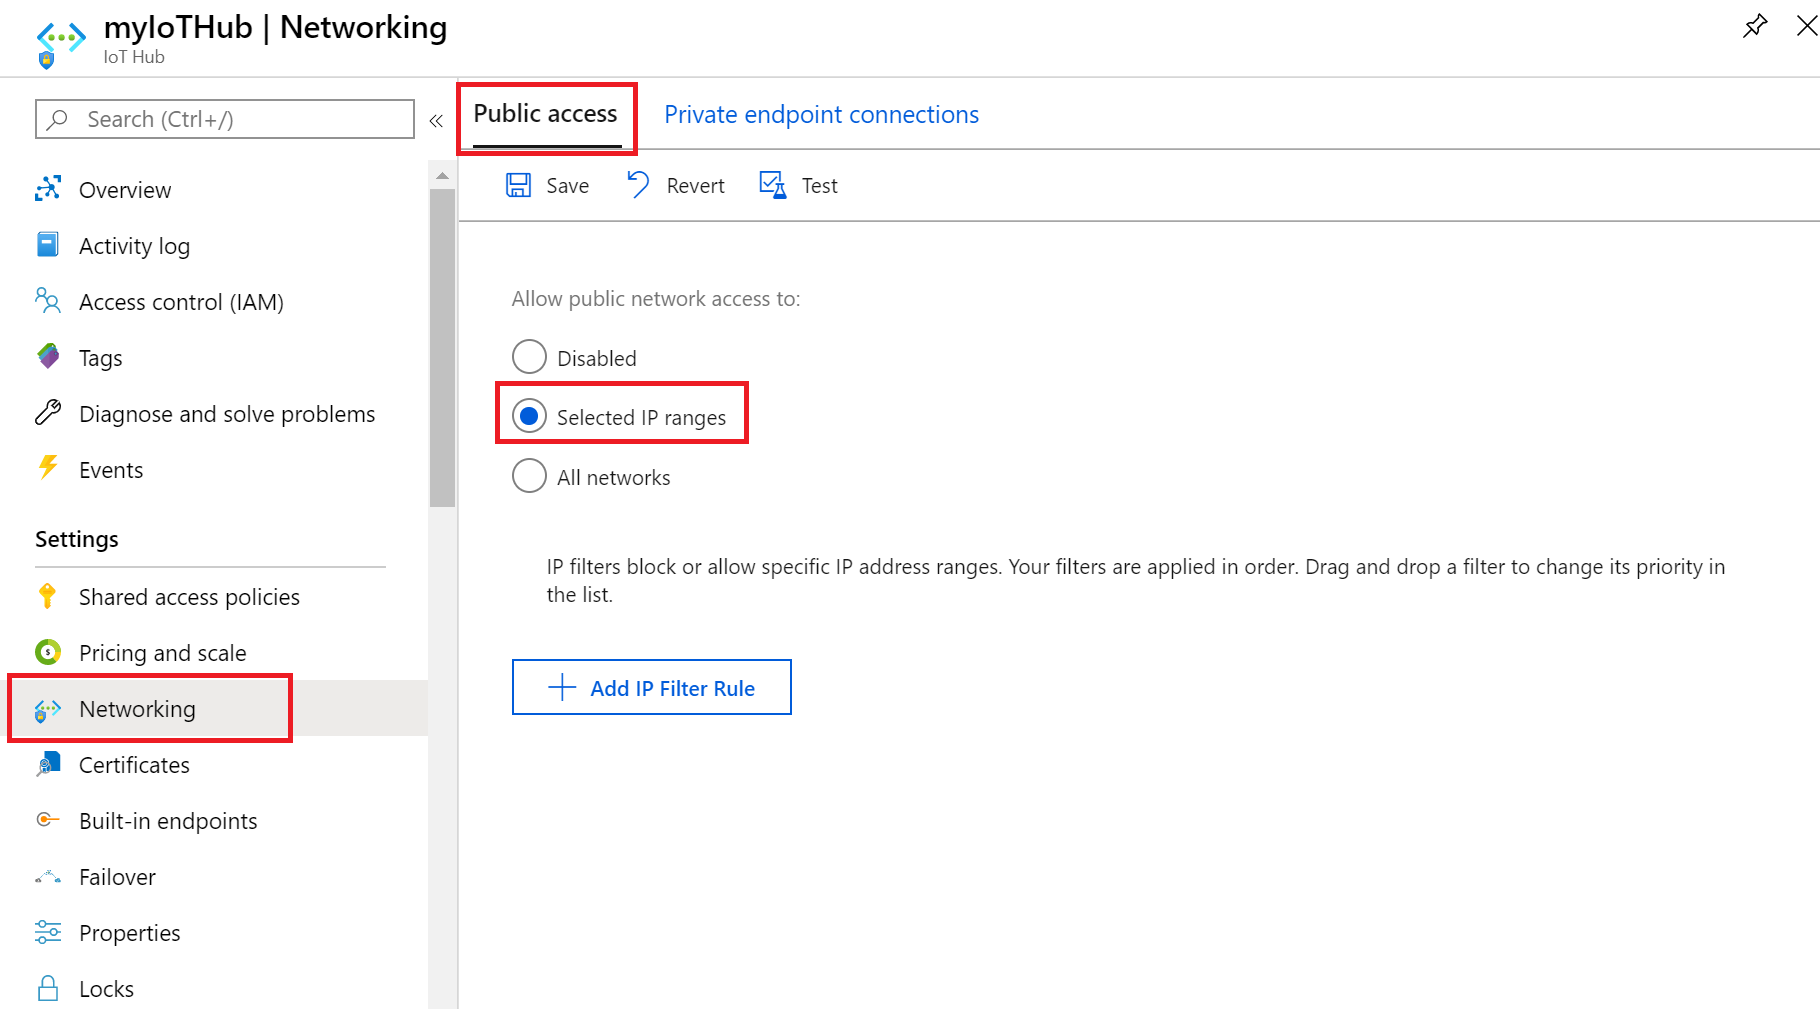 myIoTHub | Networking
IoT Hub
Search (Ctrl+/)
«
Overview
Activity log
Access control (IAM)
Tags
Diagnose and solve problems
Events
Settings
Shared access policies
Pricing and scale
Networking
Certificates
Built-in endpoints
Failover
Properties
Locks
Public access
Private endpoint connections
Save
Revert
Test
Allow public network access to:
Disabled
Selected IP ranges
All networks
IP filters block or allow specific IP address ranges. Your filters are applied in order. Drag and drop a filter to change its priority in
the list.
Add IP Filter Rule